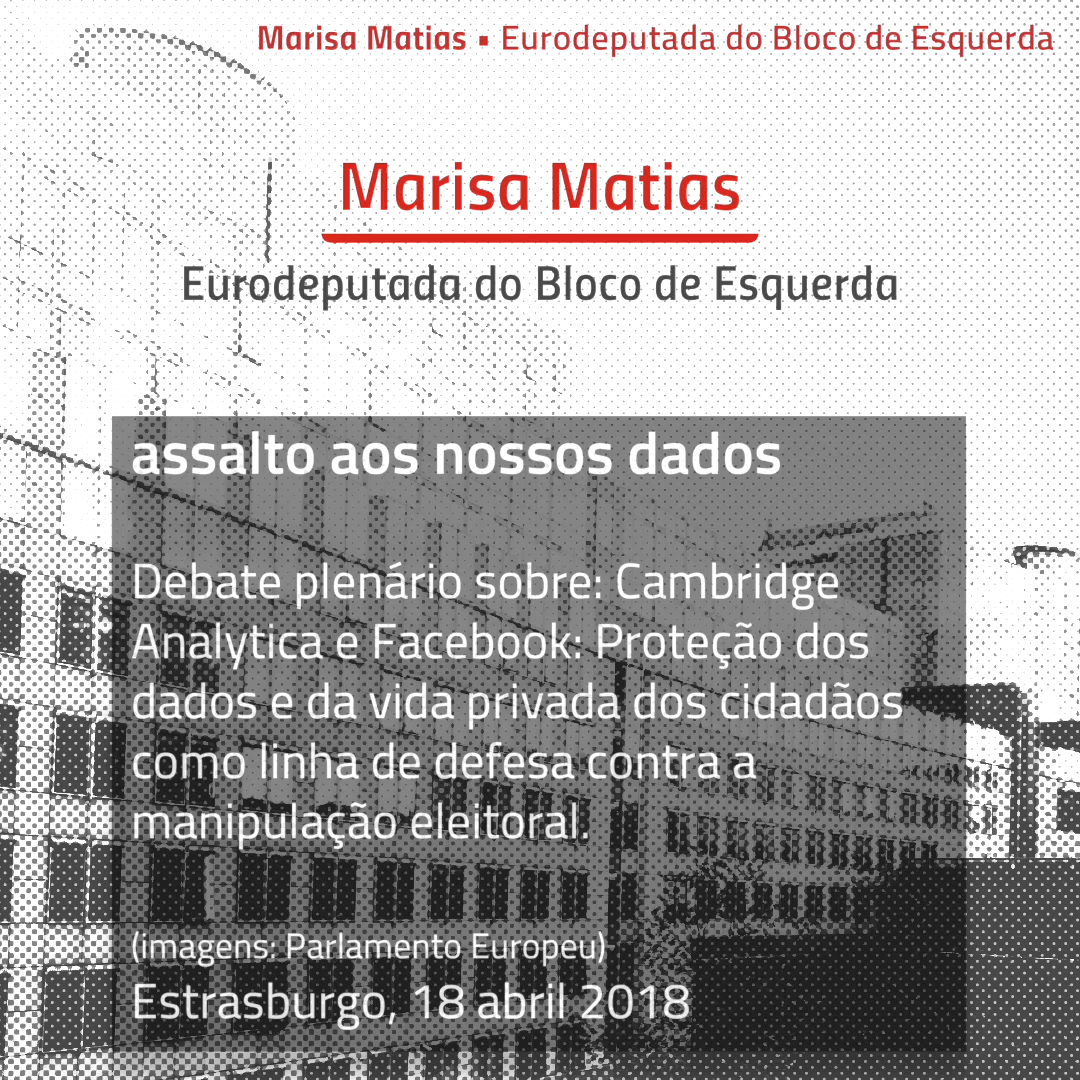 Marisa Matias ▪ Eurodeputada do Bloco de Esquerda
Marisa Matias
Eurodeputada do Bloco de Esquerda
assalto aos nossos dados
Debate plenário sobre: Cambridge
Analytica e Facebook: Proteção dos
dados e da vida privada dos cidadãos
como linha de defesa contra a
manipulação eleitoral.
(imagens: Parlamento Europeu)
Estrasburgo, 18 abril 2018